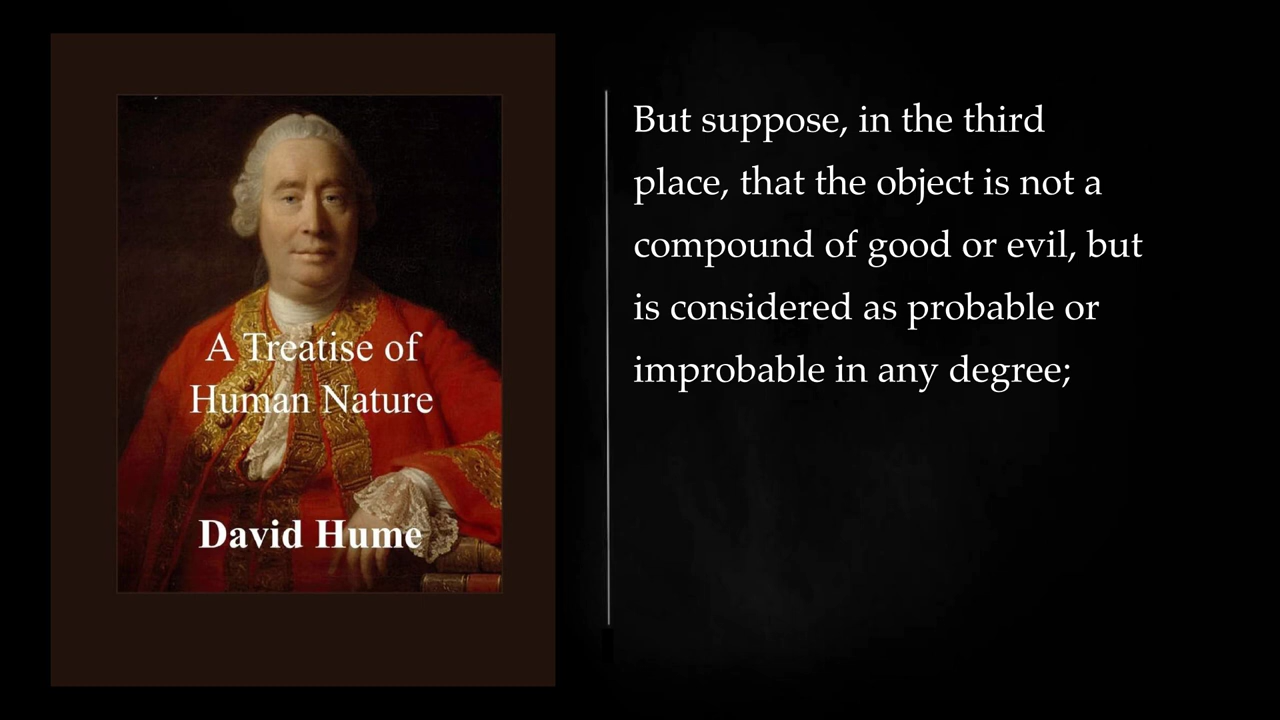 A Treatise of
Human Nature
David Hume
But suppose, in the third
place, that the object is not a
compound of good or evil, but
is considered as probable or
improbable in any degree;